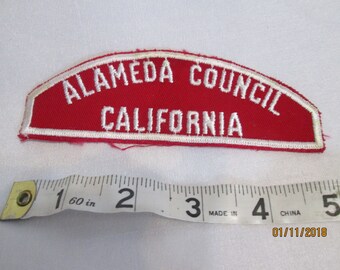 ALAMEDA COUNCIL
CALIFORNIA
1 60 in 2 3 MADE IN 4 CHINA 5
01/11/2018